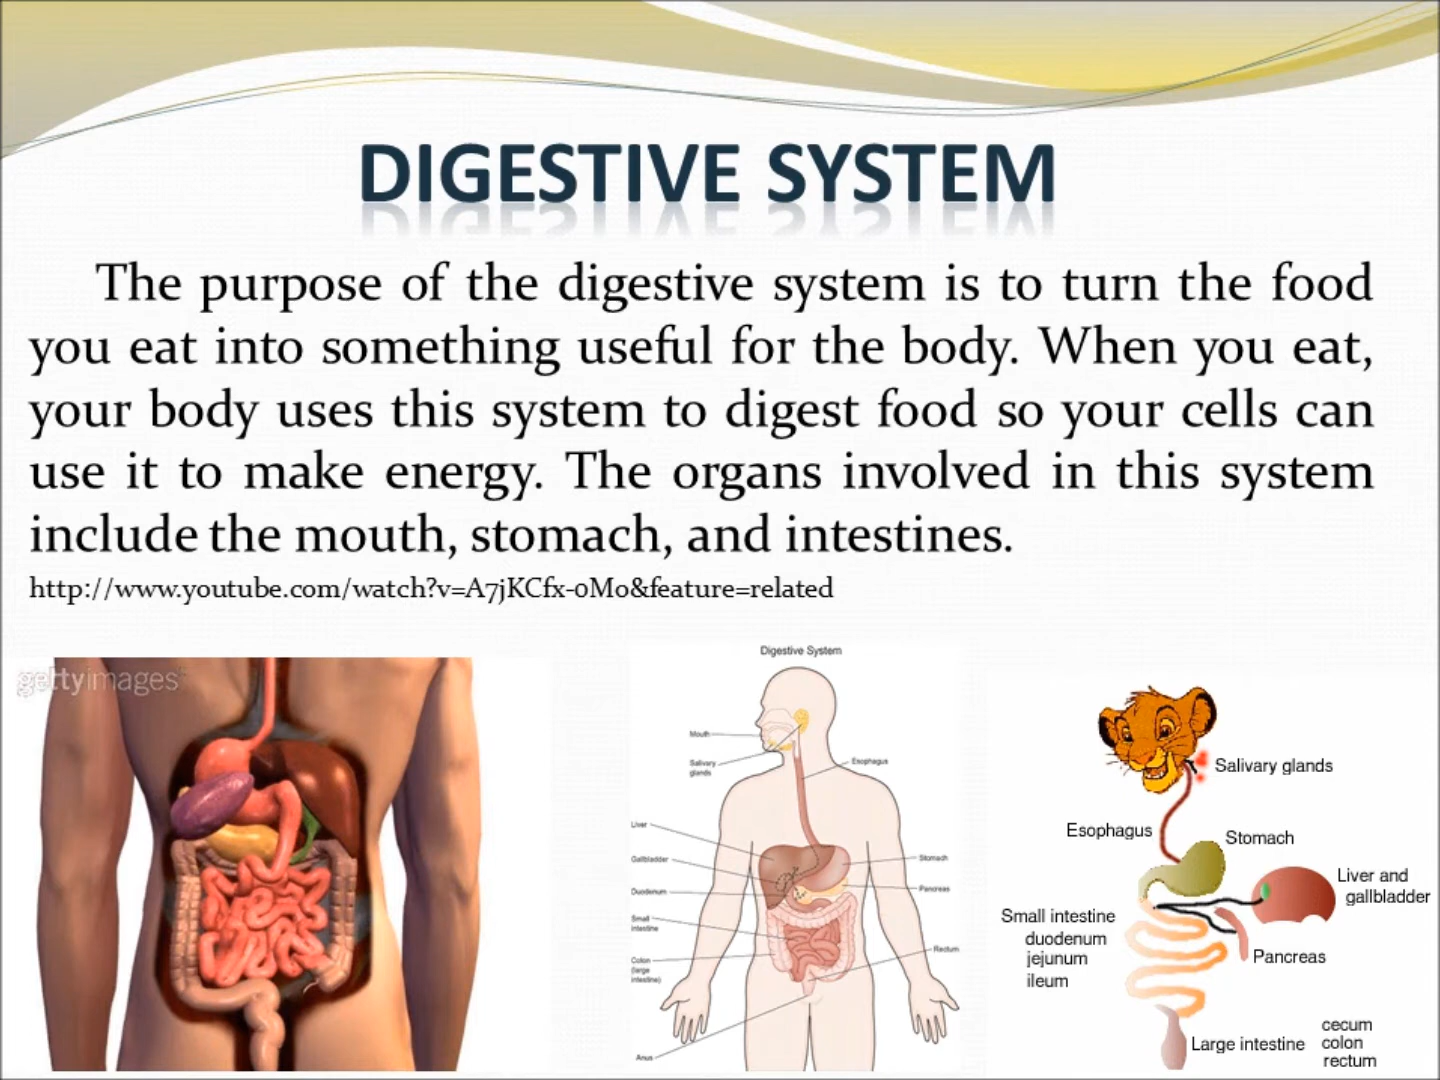 DIGESTIVE SYSTEM
The purpose of the digestive system is to turn the food
you eat into something useful for the body. When you eat,
your body uses this system to digest food so your cells can
use it to make energy. The organs involved in this system
include the mouth, stomach, and intestines.
http://www.youtube.com/watch?v=A7jKCfx-0Mo&feature=related
gettyimages
Digestive System
Mouth
Salivary
glands
Esophagus
Liver
Gallbladder
Duodenum
Small
intestine
Colon
(large
intestine)
Anus
Stomach
Pancreas
Rectum
Salivary glands
Esophagus
Stomach
Liver and
gallbladder
Small intestine
duodenum
jejunum
ileum
Pancreas
Large intestine
cecum
colon
rectum